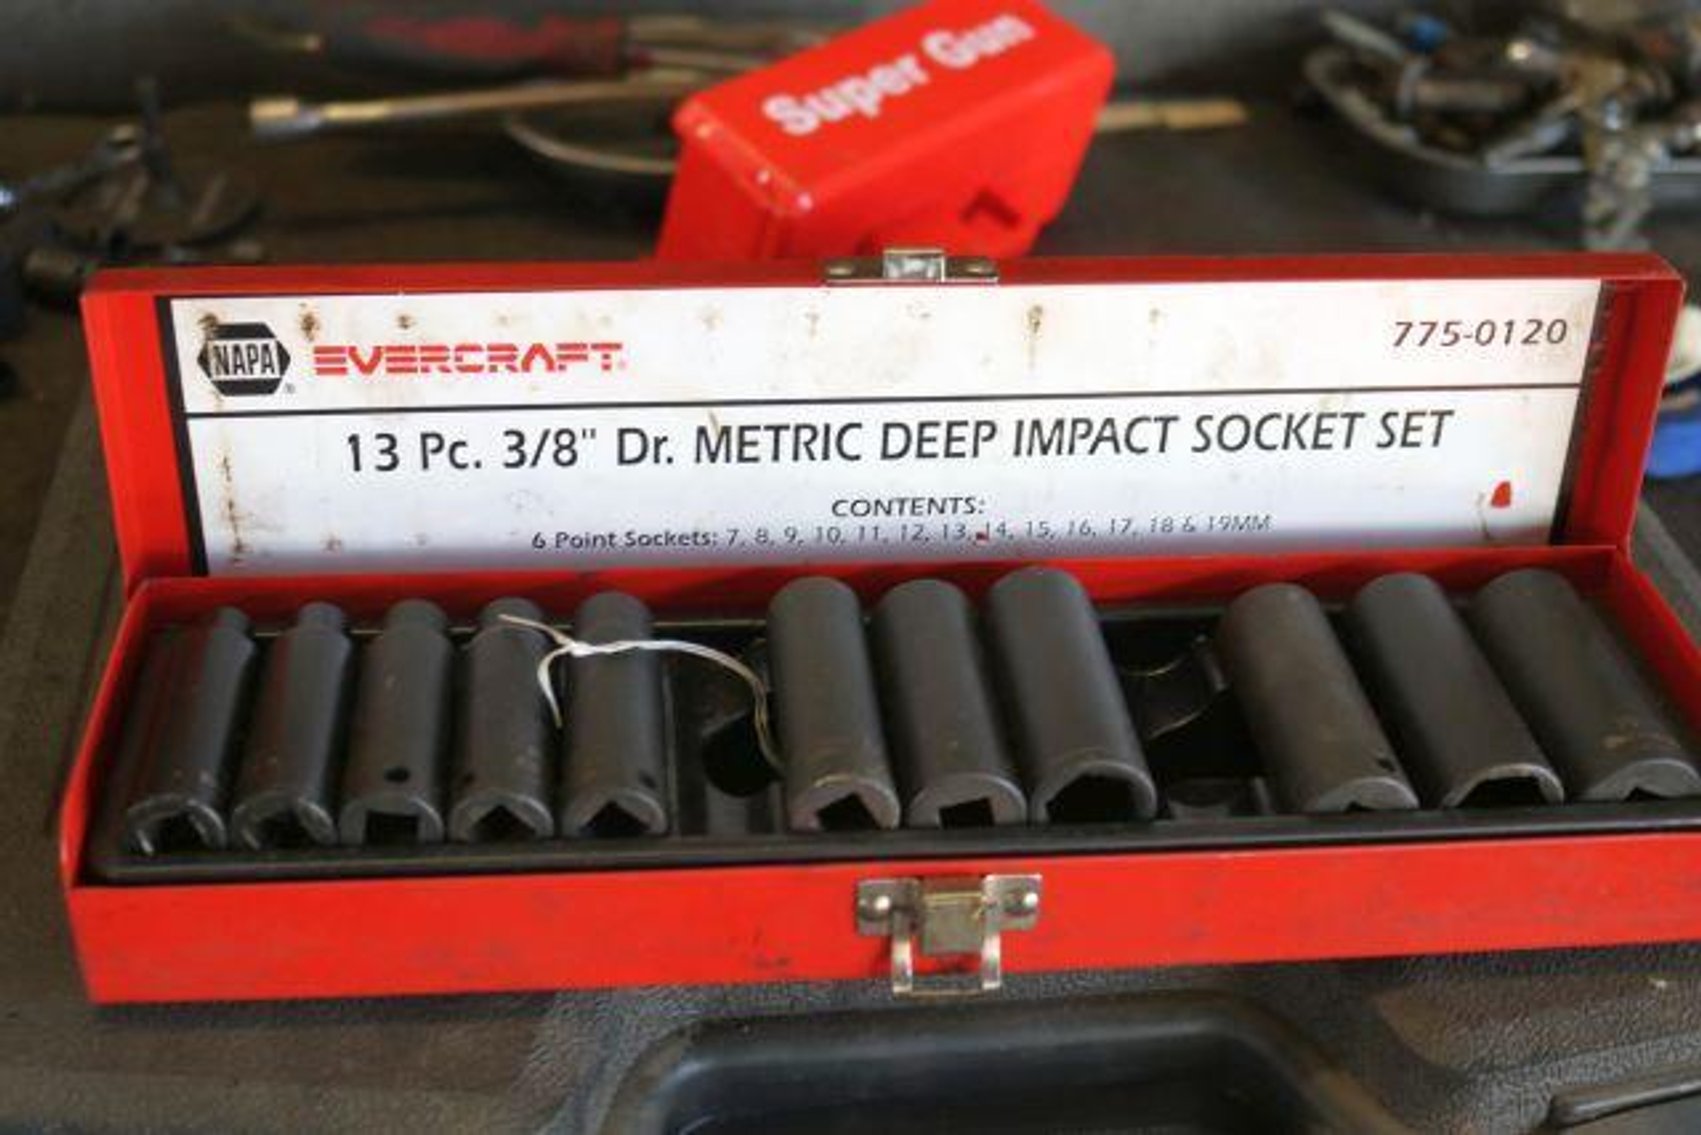 Super Gun
NAPA EVERCRAFT 775-0120
13 Pc. 3/8" Dr. METRIC DEEP IMPACT SOCKET SET
CONTENTS:
6 Point Sockets: 7, 8, 9, 10, 11, 12, 13, 14, 15, 16, 17, 18 & 19MM